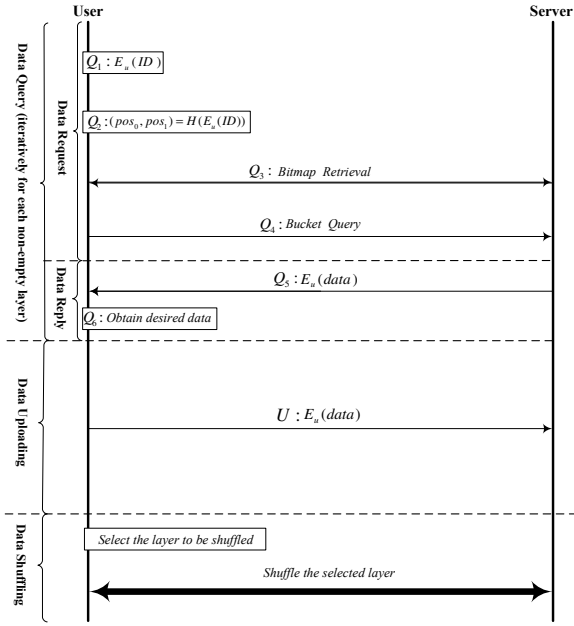 User
Server
Data Query (iteratively for each non-empty layer)
Data Request
Q1 : Eu(ID)
Q2 : (pos0, pos1) = H(Eu(ID))
Q3 : Bitmap Retrieval
Q4 : Bucket Query
Data Reply
Q5 : Eu(data)
Q6 : Obtain desired data
Data Uploading
U : Eu(data)
Data Shuffling
Select the layer to be shuffled
Shuffle the selected layer